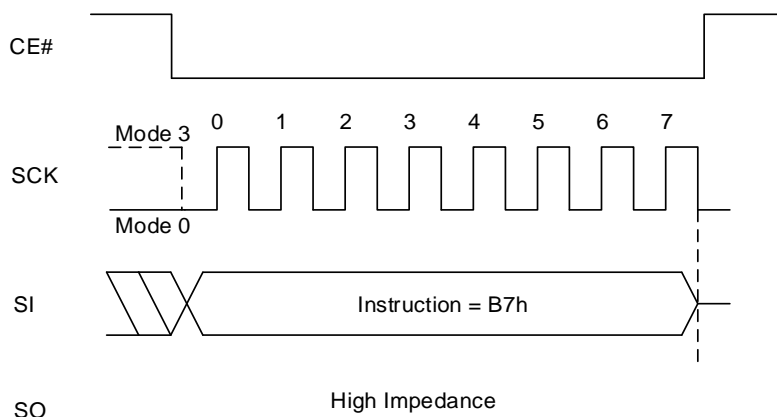 CE#
0 1 2 3 4 5 6 7
Mode 3
SCK
Mode 0
SI
Instruction = B7h
High Impedance
SO